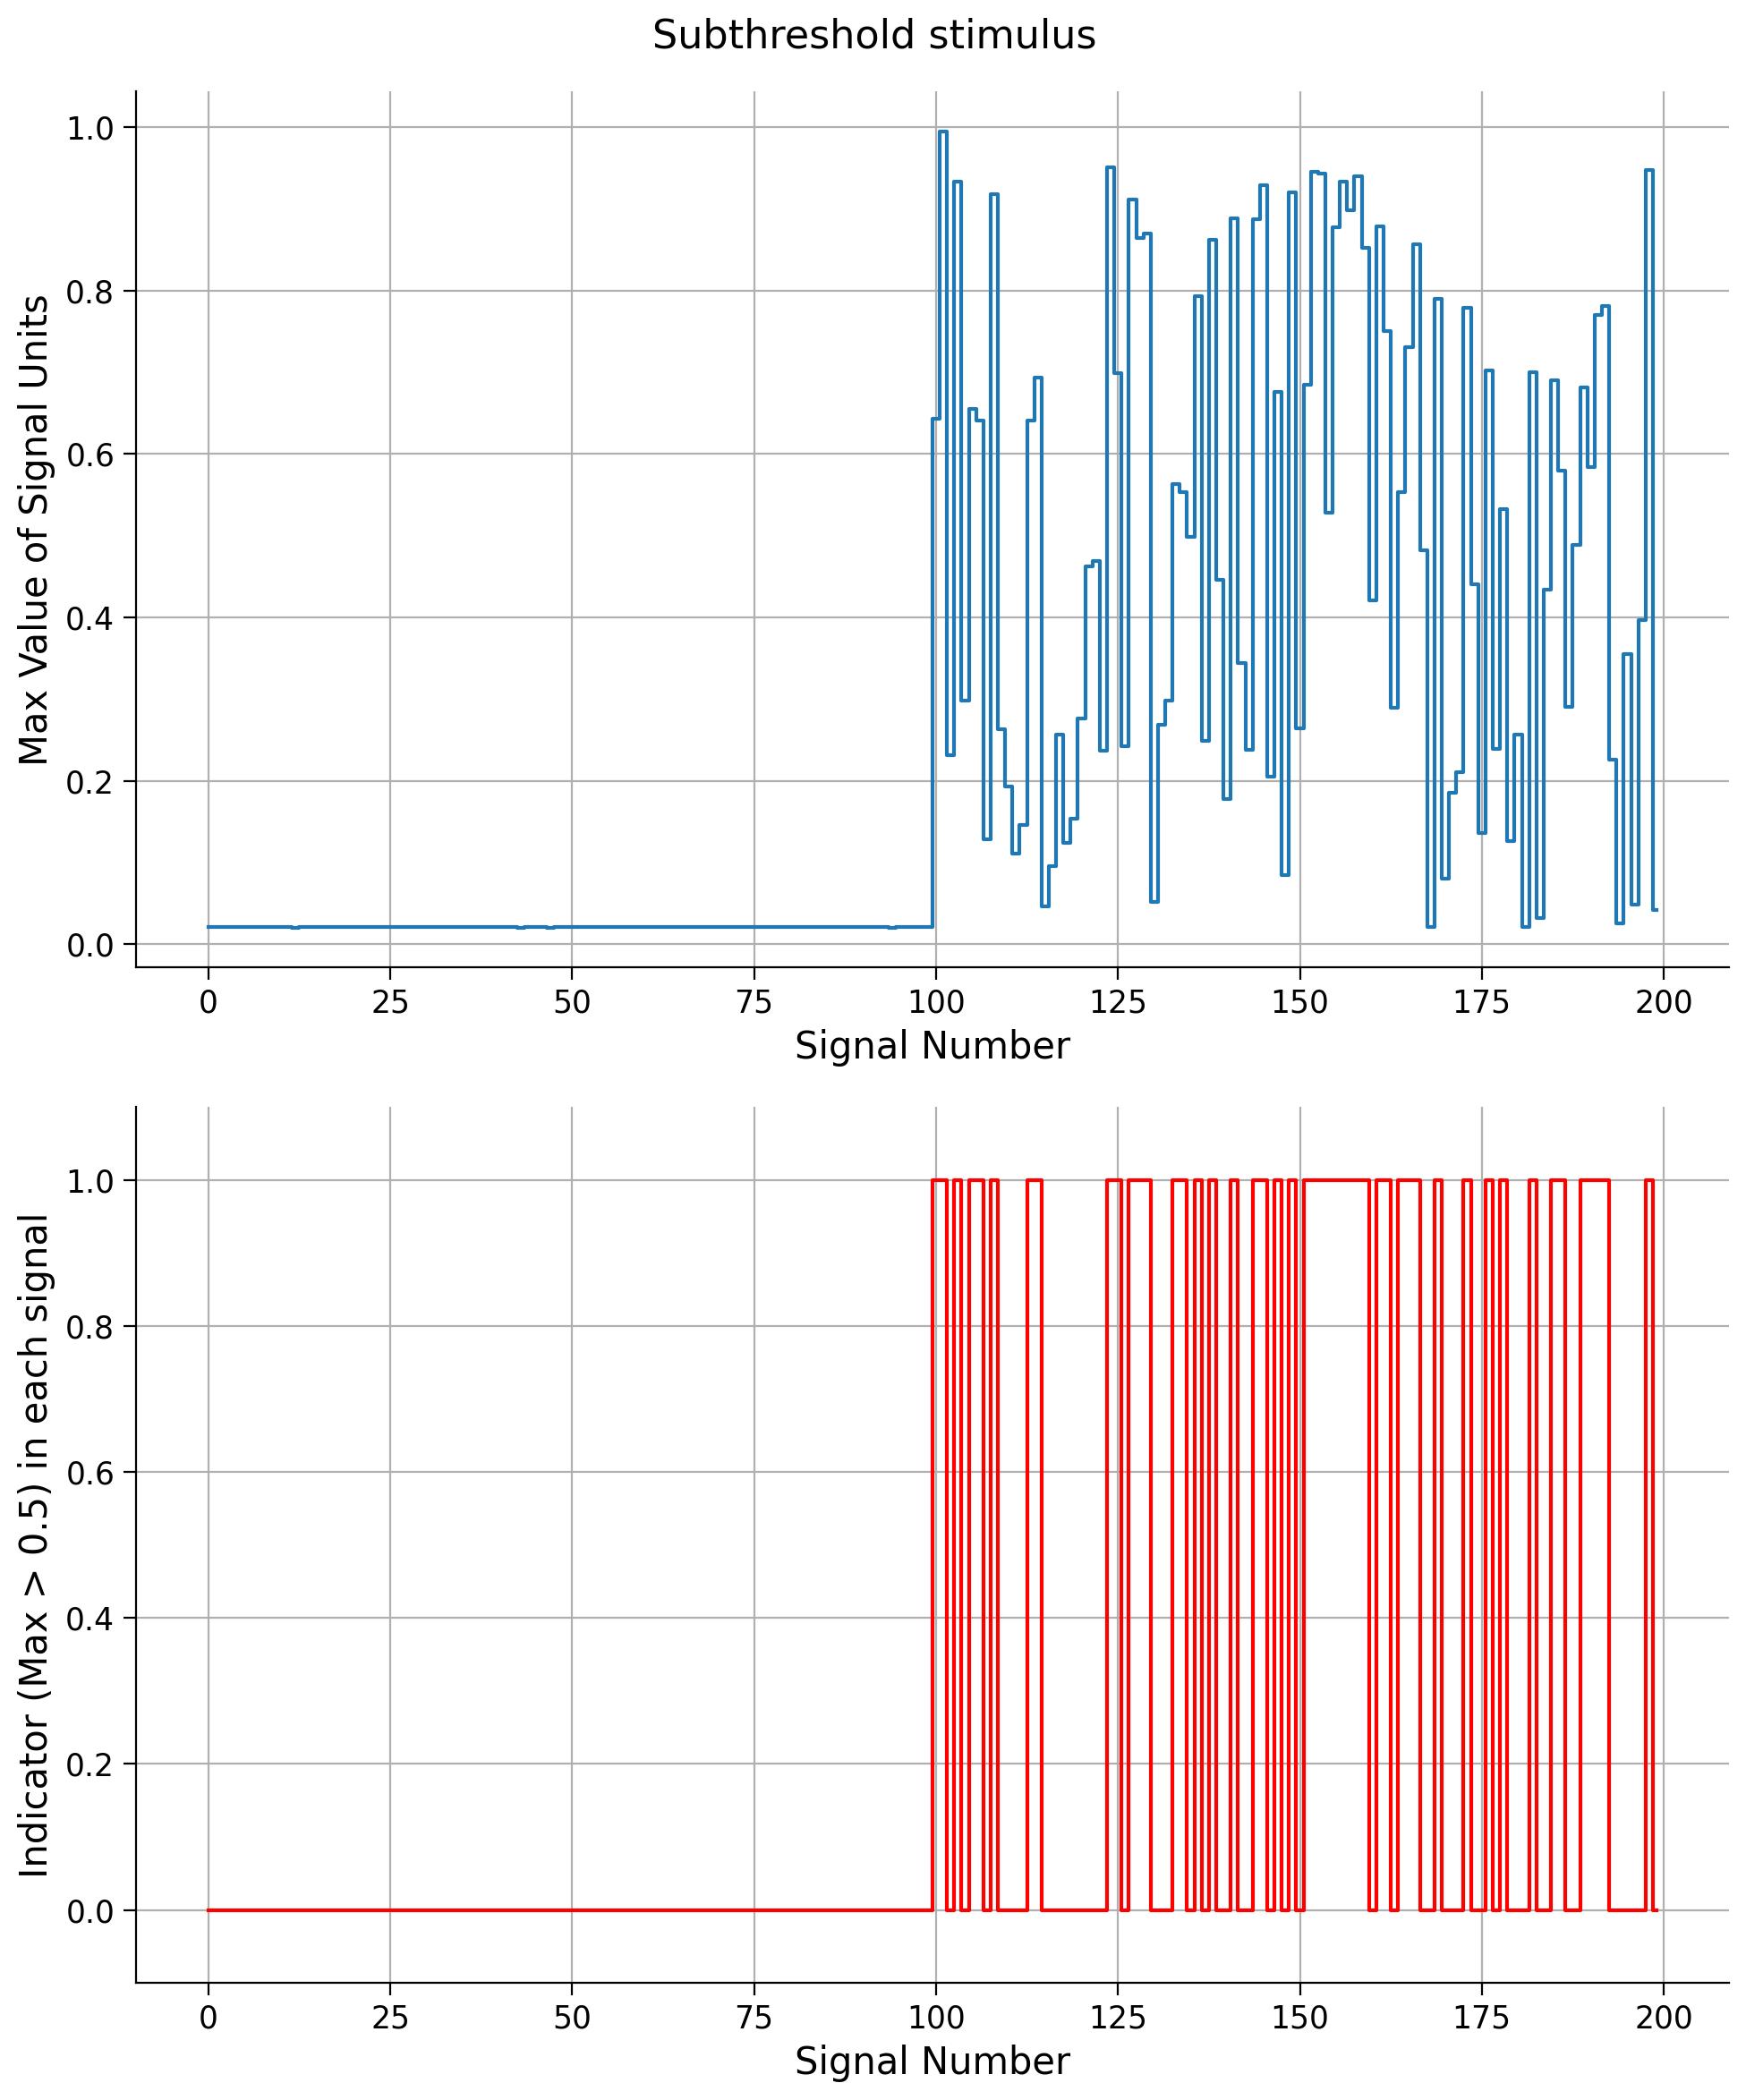 Subthreshold stimulus
Max Value of Signal Units
1.0
0.8
0.6
0.4
0.2
0.0
0 25 50 75 100 125 150 175 200
Signal Number
Indicator (Max > 0.5) in each signal
1.0
0.8
0.6
0.4
0.2
0.0
0 25 50 75 100 125 150 175 200
Signal Number